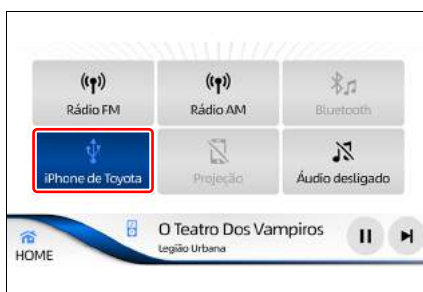 Rádio FM
Rádio AM
Bluetooth
iPhone de Toyota
Projeção
Áudio desligado
O Teatro Dos Vampiros
Legião Urbana
HOME